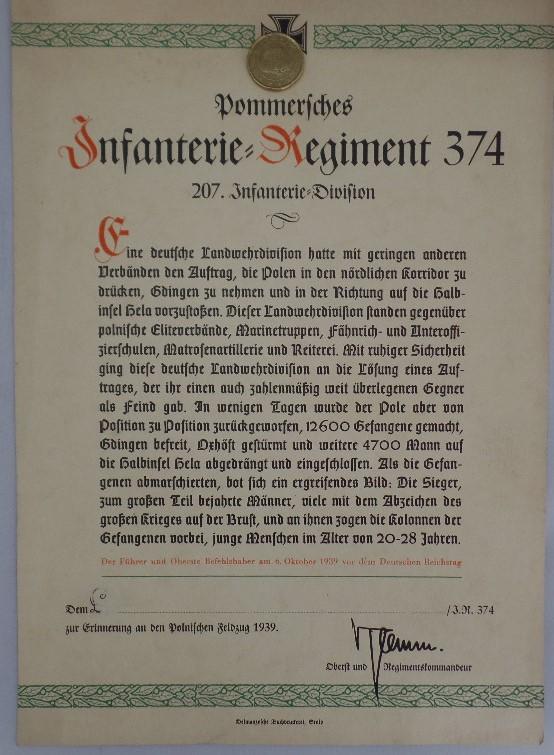 Pommersches
Infanterie-Regiment 374
207. Infanterie-Division
Eine deutsche Landwehrdivision hatte mit geringen anderen
Verbänden den Auftrag, die Polen in den nördlichen Korridor zu
drücken, Gdingen zu nehmen und in der Richtung auf die Halb-
insel Hela vorzustoßen. Dieser Landwehrdivision standen gegenüber
polnische Eliteverbände, Marinetruppen, Fähnrich- und Unteroffi-
zierschulen, Matrosenartillerie und Reiterei. Mit ruhiger Sicherheit
ging diese deutsche Landwehrdivision an die Lösung eines Auf-
trages, der ihr einen auch zahlenmäßig weit überlegenen Gegner
als Feind gab. In wenigen Tagen wurde der Pole aber von
Position zu Position zurückgeworfen, 12600 Gefangene gemacht,
Gdingen befreit, Oxhöft gestürmt und weitere 4700 Mann auf
die Halbinsel Hela abgedrängt und eingeschlossen. Als die Gefan-
genen abmarschierten, bot sich ein ergreifendes Bild: Die Sieger,
zum großen Teil bejahrte Männer, viele mit dem Abzeichen des
großen Krieges auf der Brust, und an ihnen zogen die Kolonnen der
Gefangenen vorbei, junge Menschen im Alter von 20-28 Jahren.
Der Führer und Oberste Befehlshaber am 6. Oktober 1939 vor dem Deutschen Reichstag
Dem /I.R. 374
zur Erinnerung an den Polnischen Feldzug 1939.
Oberst und Regimentskommandeur